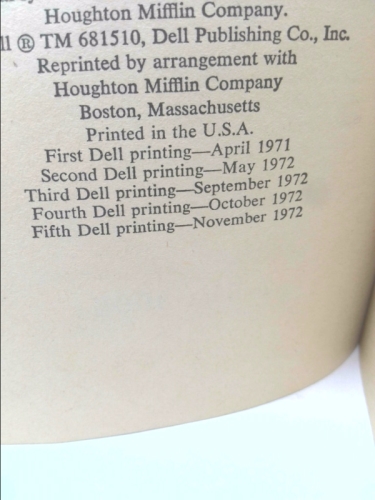 Houghton Mifflin Company.
® TM 681510, Dell Publishing Co., Inc.
Reprinted by arrangement with
Houghton Mifflin Company
Boston, Massachusetts
Printed in the U.S.A.
First Dell printing—April 1971
Second Dell printing—May 1972
Third Dell printing—September 1972
Fourth Dell printing—October 1972
Fifth Dell printing—November 1972